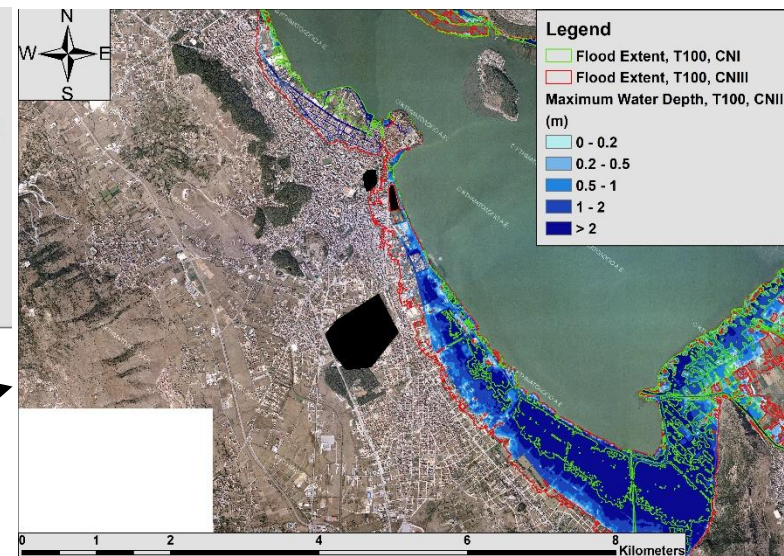 N
W E
S
Legend
Flood Extent, T100, CNI
Flood Extent, T100, CNIII
Maximum Water Depth, T100, CNII
(m)
0 - 0.2
0.2 - 0.5
0.5 - 1
1 - 2
> 2
0 1 2 4 6 8
Kilometers